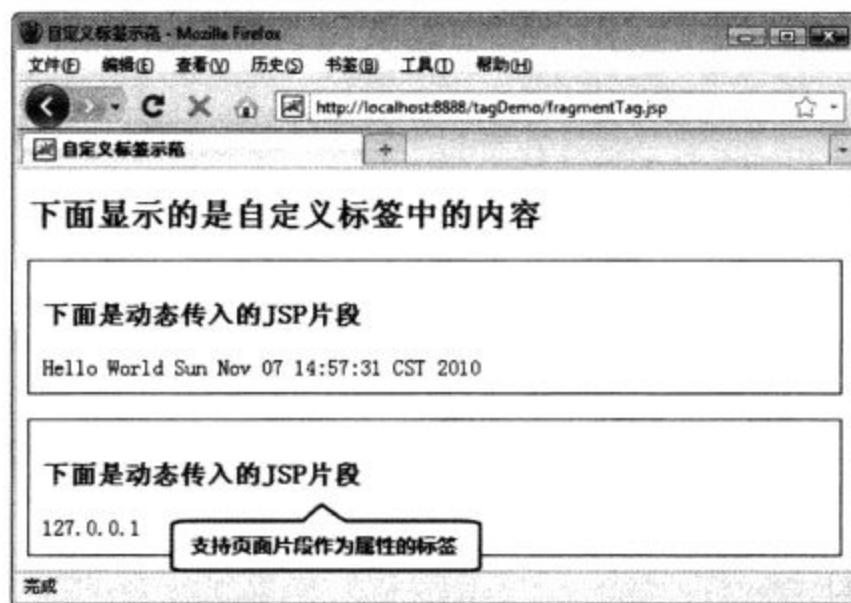 自定义标签示范 - Mozilla Firefox
文件(F) 编辑(E) 查看(V) 历史(S) 书签(B) 工具(T) 帮助(H)
http://localhost:8888/tagDemo/fragmentTag.jsp
自定义标签示范
下面显示的是自定义标签中的内容
下面是动态传入的JSP片段
Hello World Sun Nov 07 14:57:31 CST 2010
下面是动态传入的JSP片段
127.0.0.1
支持页面片段作为属性的标签
完成